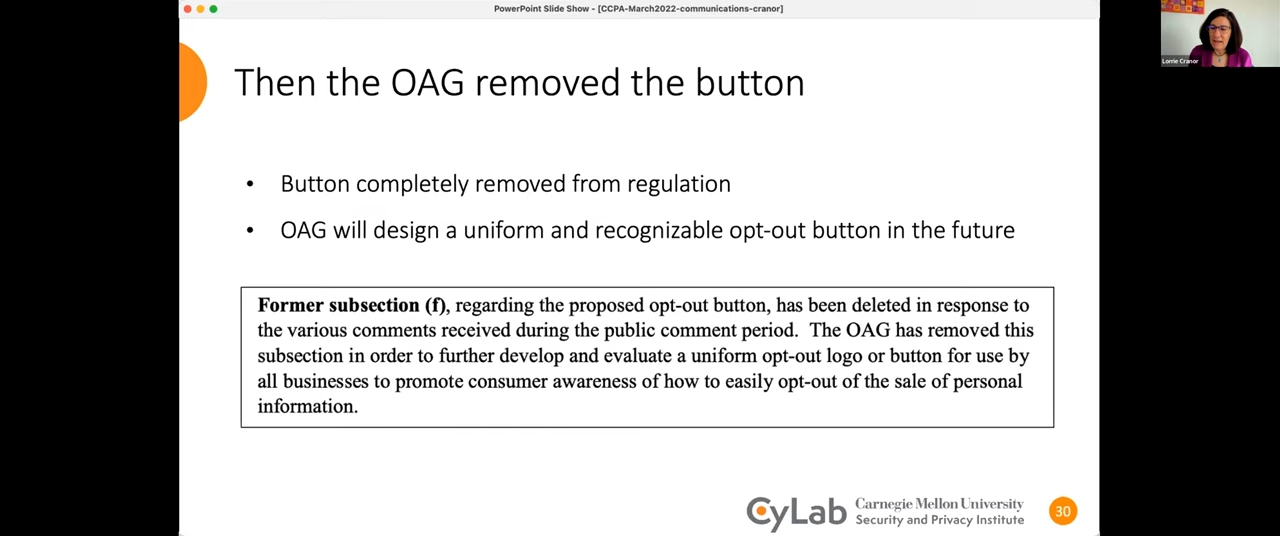 PowerPoint Slide Show - [CCPA-March2022-communications-cranor]
Lorrie Cranor
Then the OAG removed the button
• Button completely removed from regulation
• OAG will design a uniform and recognizable opt-out button in the future
Former subsection (f), regarding the proposed opt-out button, has been deleted in response to
the various comments received during the public comment period. The OAG has removed this
subsection in order to further develop and evaluate a uniform opt-out logo or button for use by
all businesses to promote consumer awareness of how to easily opt-out of the sale of personal
information.
CyLab
Carnegie Mellon University
Security and Privacy Institute
30